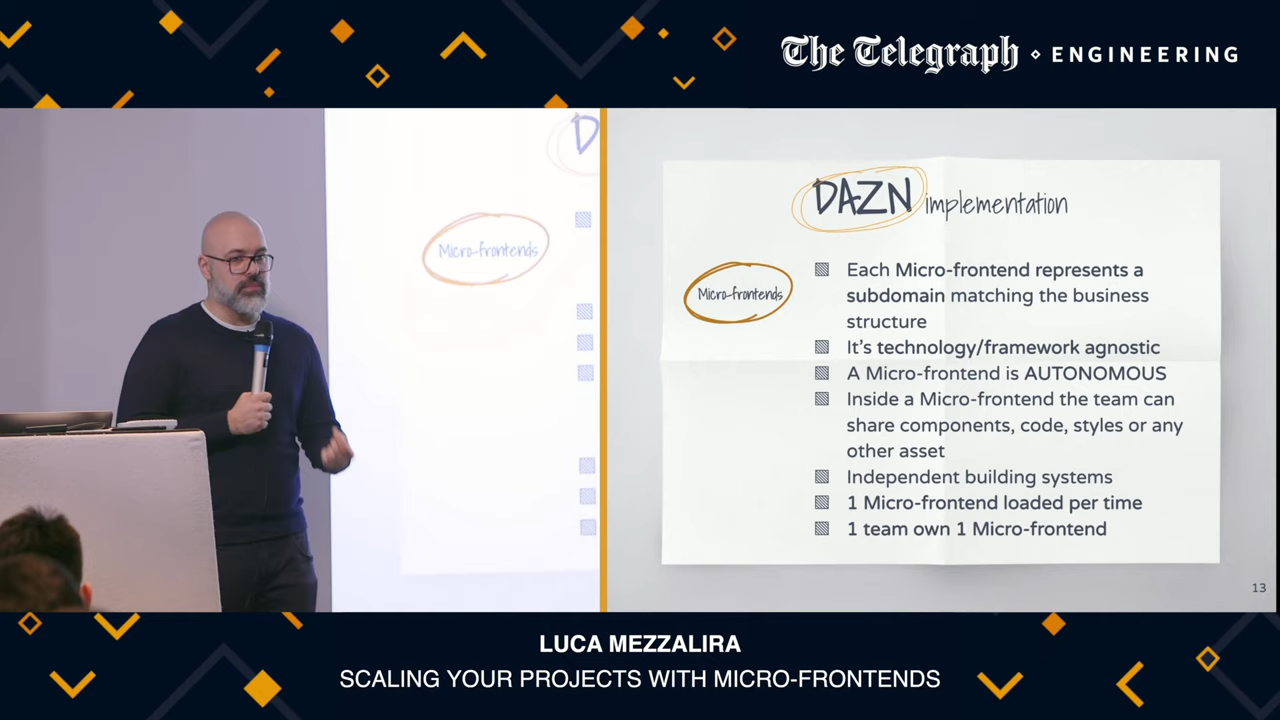 The Telegraph ENGINEERING
D
Micro-frontends
DAZN implementation
Micro-frontends
Each Micro-frontend represents a
subdomain matching the business
structure
It's technology/framework agnostic
A Micro-frontend is AUTONOMOUS
Inside a Micro-frontend the team can
share components, code, styles or any
other asset
Independent building systems
1 Micro-frontend loaded per time
1 team own 1 Micro-frontend
13
LUCA MEZZALIRA
SCALING YOUR PROJECTS WITH MICRO-FRONTENDS